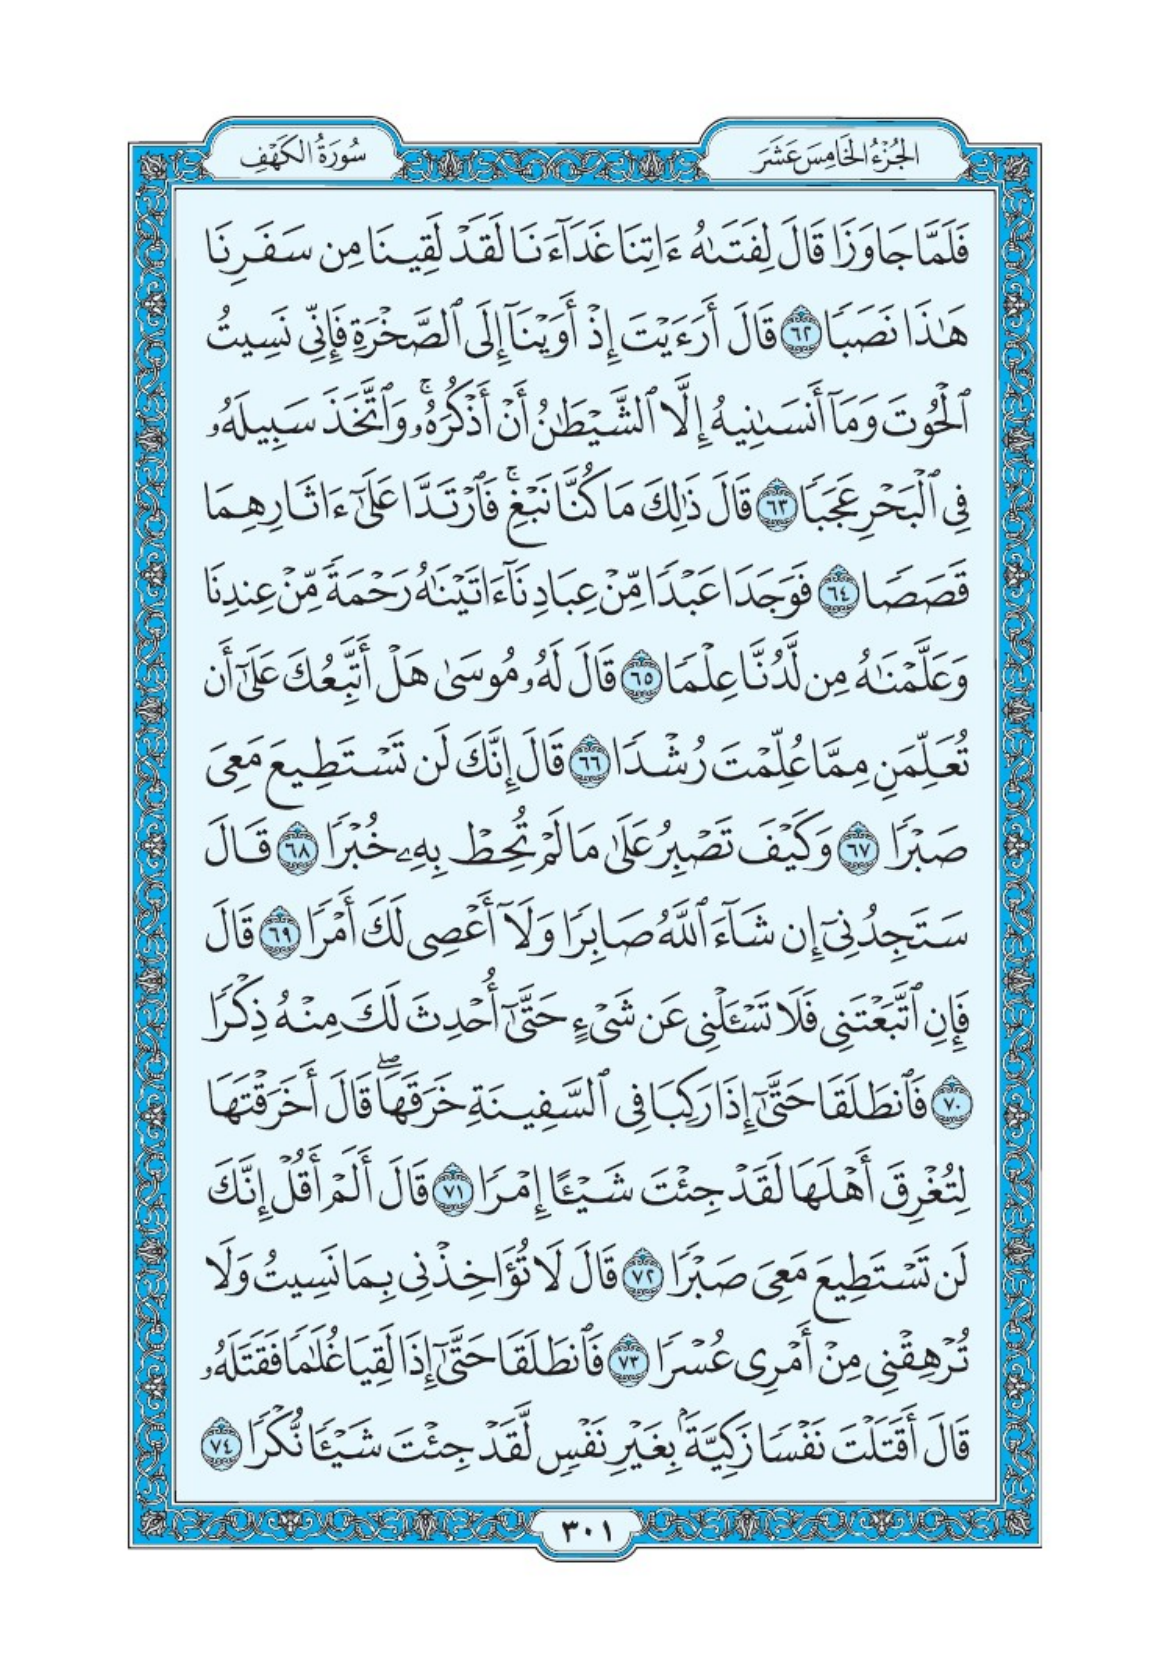 الجُزْءُ الخَامِسَ عَشَرَ
سُورَةُ الكَهْفِ
فَلَمَّا جَاوَزَا قَالَ لِفَتَىٰهُ ءَاتِنَا غَدَآءَنَا لَقَدْ لَقِينَا مِن سَفَرِنَا
هَٰذَا نَصَبًا ٦٢ قَالَ أَرَءَيْتَ إِذْ أَوَيْنَآ إِلَى ٱلصَّخْرَةِ فَإِنِّي نَسِيتُ
ٱلْحُوتَ وَمَآ أَنسَىٰنِيهُ إِلَّا ٱلشَّيْطَٰنُ أَنْ أَذْكُرَهُۥۚ وَٱتَّخَذَ سَبِيلَهُۥ
فِي ٱلْبَحْرِ عَجَبًا ٦٣ قَالَ ذَٰلِكَ مَا كُنَّا نَبْغِۚ فَٱرْتَدَّا عَلَىٰٓ ءَاثَارِهِمَا
قَصَصًا ٦٤ فَوَجَدَا عَبْدًا مِّنْ عِبَادِنَآ ءَاتَيْنَٰهُ رَحْمَةً مِّنْ عِندِنَا
وَعَلَّمْنَٰهُ مِن لَّدُنَّا عِلْمًا ٦٥ قَالَ لَهُۥ مُوسَىٰ هَلْ أَتَّبِعُكَ عَلَىٰٓ أَن
تُعَلِّمَنِ مِمَّا عُلِّمْتَ رُشْدًا ٦٦ قَالَ إِنَّكَ لَن تَسْتَطِيعَ مَعِيَ
صَبْرًا ٦٧ وَكَيْفَ تَصْبِرُ عَلَىٰ مَا لَمْ تُحِطْ بِهِۦ خُبْرًا ٦٨ قَالَ
سَتَجِدُنِيٓ إِن شَآءَ ٱللَّهُ صَابِرًا وَلَآ أَعْصِي لَكَ أَمْرًا ٦٩ قَالَ
فَإِنِ ٱتَّبَعْتَنِي فَلَا تَسْـَٔلْنِي عَن شَيْءٍ حَتَّىٰٓ أُحْدِثَ لَكَ مِنْهُ ذِكْرًا
٧٠ فَٱنطَلَقَا حَتَّىٰٓ إِذَا رَكِبَا فِي ٱلسَّفِينَةِ خَرَقَهَاۖ قَالَ أَخَرَقْتَهَا
لِتُغْرِقَ أَهْلَهَا لَقَدْ جِئْتَ شَيْـًٔا إِمْرًا ٧١ قَالَ أَلَمْ أَقُلْ إِنَّكَ
لَن تَسْتَطِيعَ مَعِيَ صَبْرًا ٧٢ قَالَ لَا تُؤَاخِذْنِي بِمَا نَسِيتُ وَلَا
تُرْهِقْنِي مِنْ أَمْرِي عُسْرًا ٧٣ فَٱنطَلَقَا حَتَّىٰٓ إِذَا لَقِيَا غُلَٰمًا فَقَتَلَهُۥ
قَالَ أَقَتَلْتَ نَفْسًا زَكِيَّةًۢ بِغَيْرِ نَفْسٍ لَّقَدْ جِئْتَ شَيْـًٔا نُّكْرًا ٧٤
٣٠١